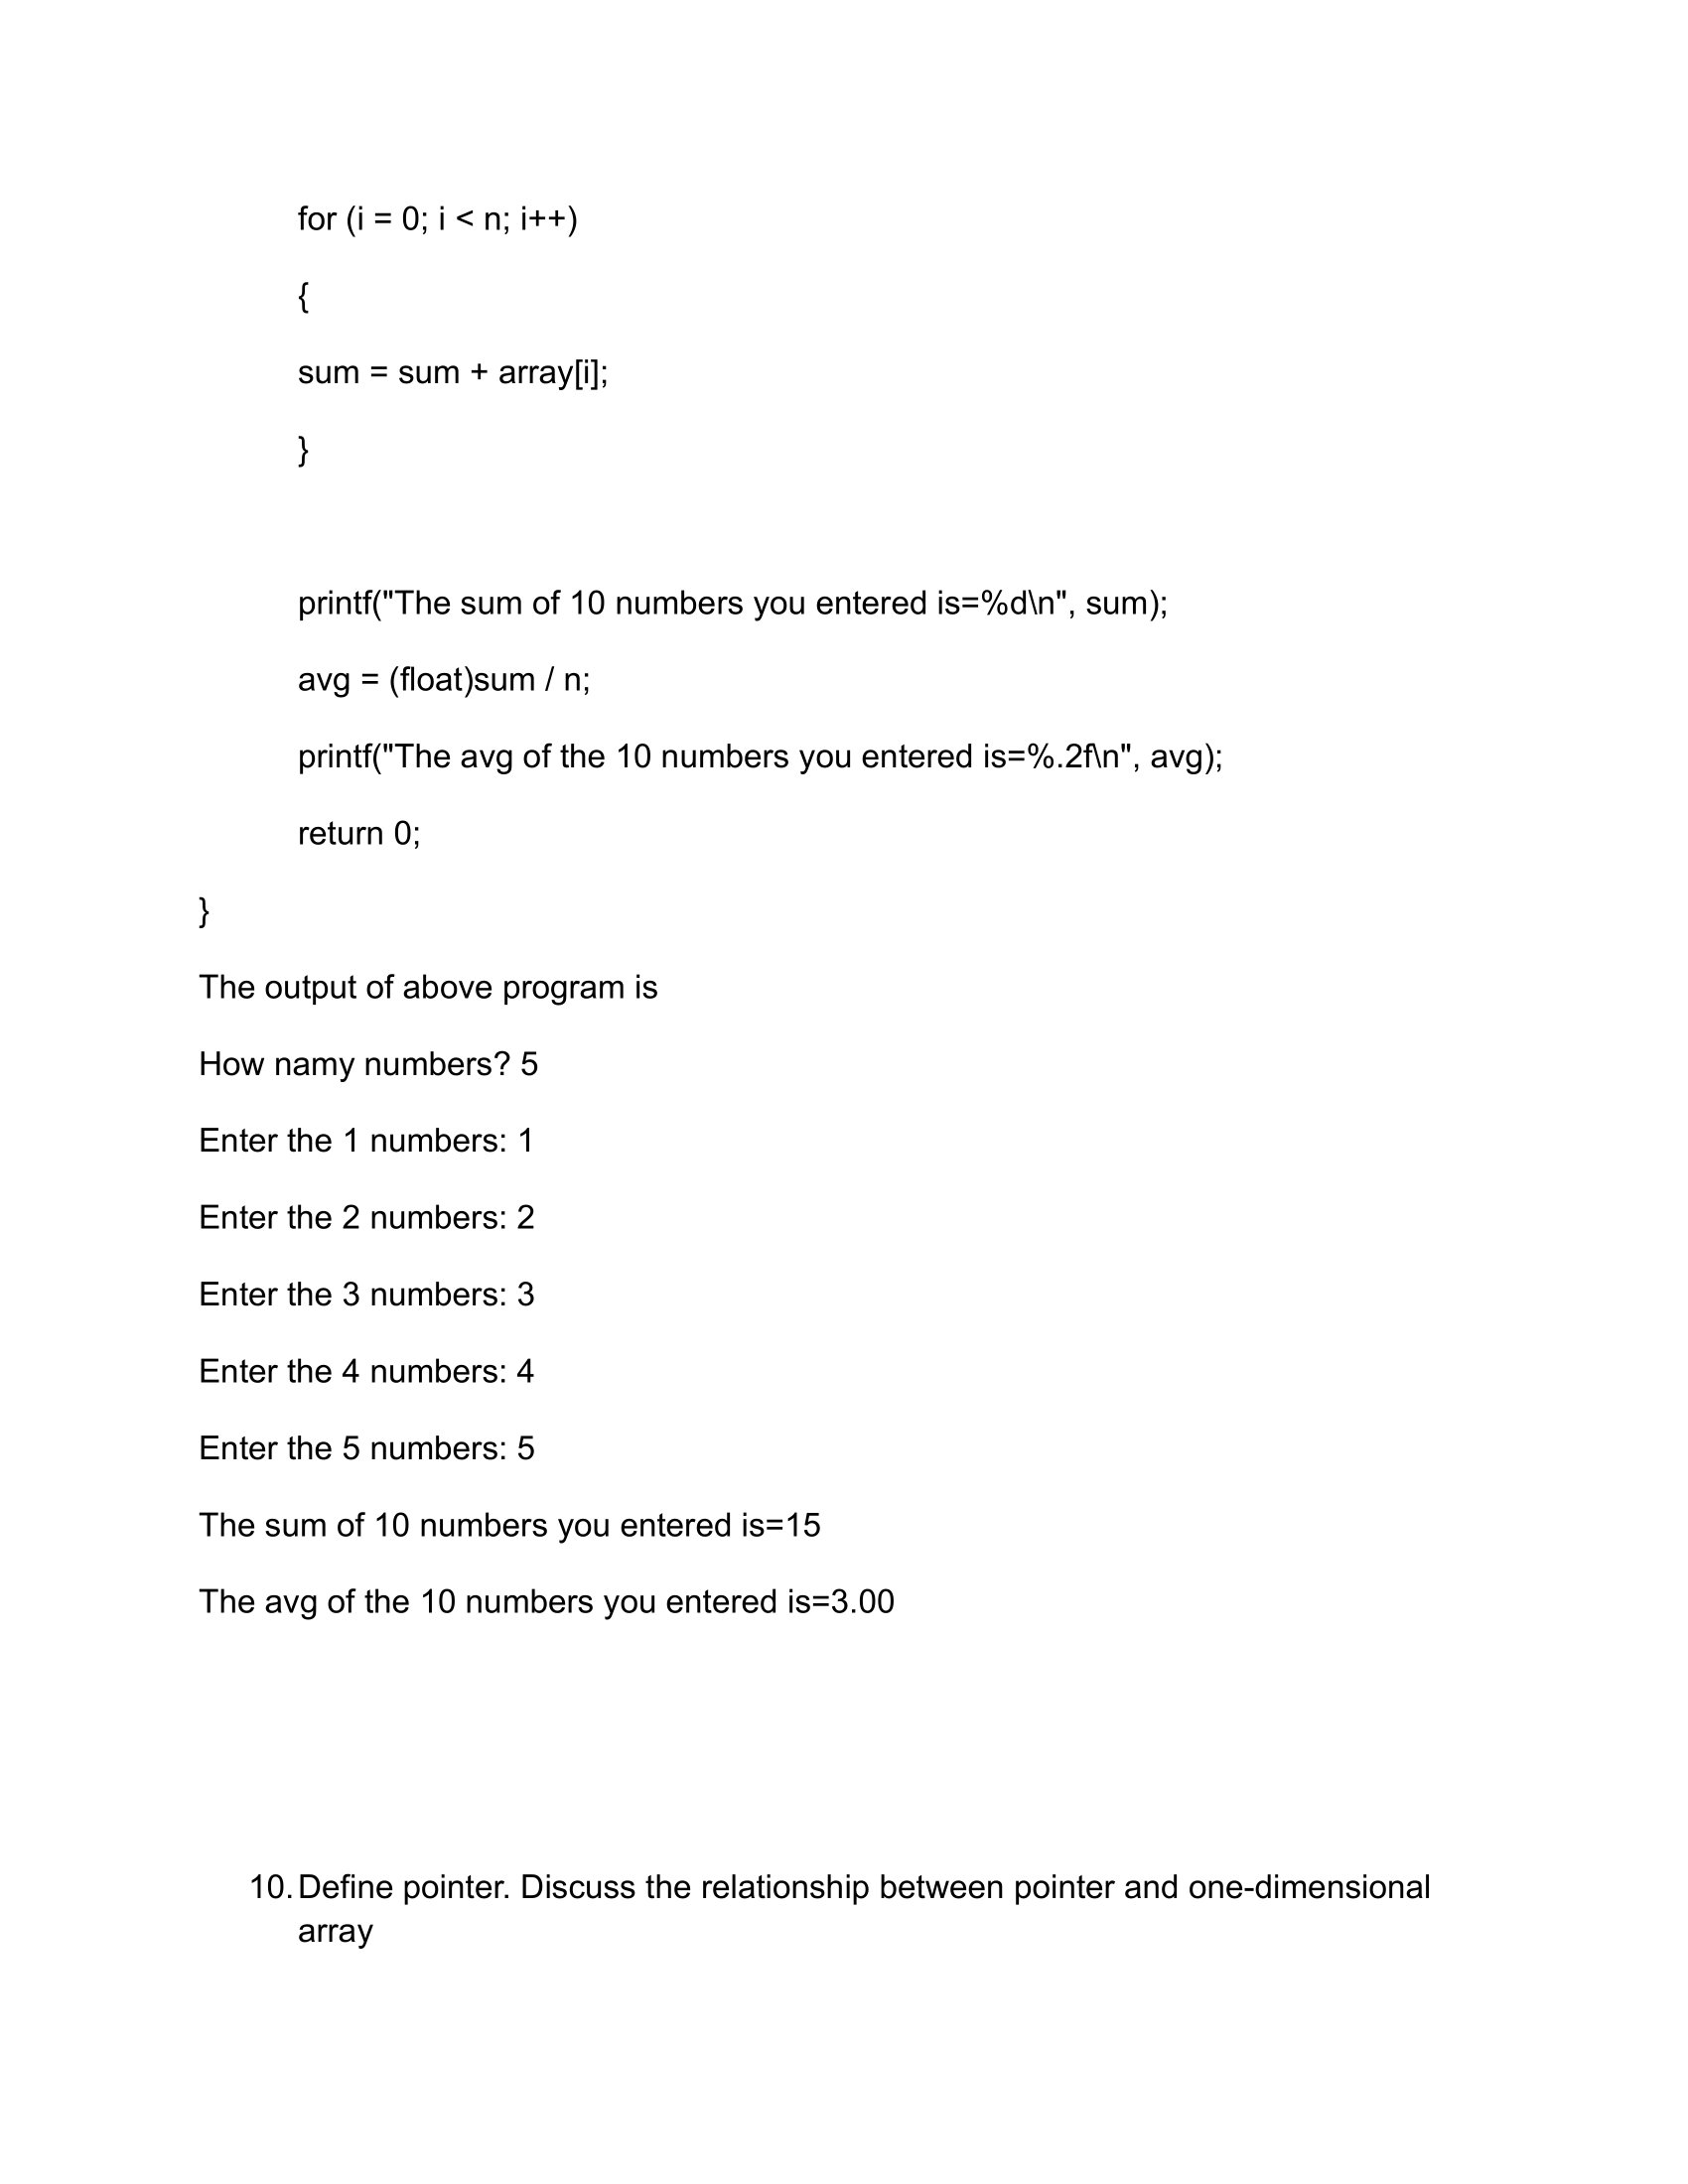 for (i = 0; i < n; i++)
{
sum = sum + array[i];
}
printf("The sum of 10 numbers you entered is=%d\n", sum);
avg = (float)sum / n;
printf("The avg of the 10 numbers you entered is=%.2f\n", avg);
return 0;
}
The output of above program is
How namy numbers? 5
Enter the 1 numbers: 1
Enter the 2 numbers: 2
Enter the 3 numbers: 3
Enter the 4 numbers: 4
Enter the 5 numbers: 5
The sum of 10 numbers you entered is=15
The avg of the 10 numbers you entered is=3.00
10. Define pointer. Discuss the relationship between pointer and one-dimensional
array